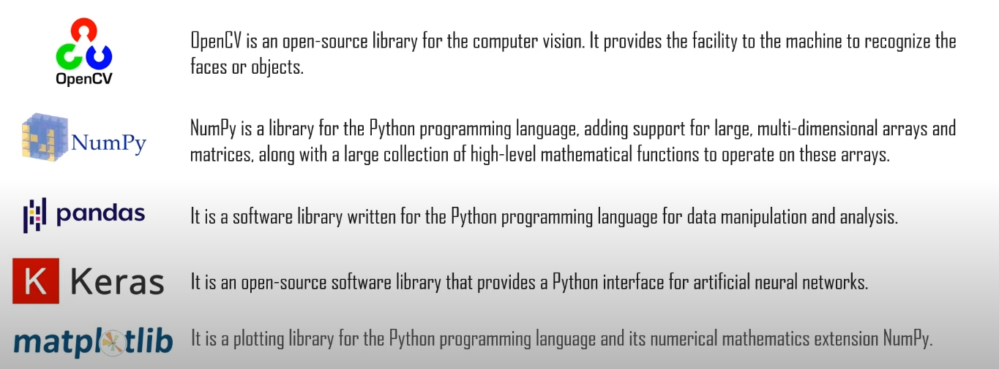 OpenCV
OpenCV is an open-source library for the computer vision. It provides the facility to the machine to recognize the
faces or objects.
NumPy
NumPy is a library for the Python programming language, adding support for large, multi-dimensional arrays and
matrices, along with a large collection of high-level mathematical functions to operate on these arrays.
pandas
It is a software library written for the Python programming language for data manipulation and analysis.
K Keras
It is an open-source software library that provides a Python interface for artificial neural networks.
matplotlib
It is a plotting library for the Python programming language and its numerical mathematics extension NumPy.